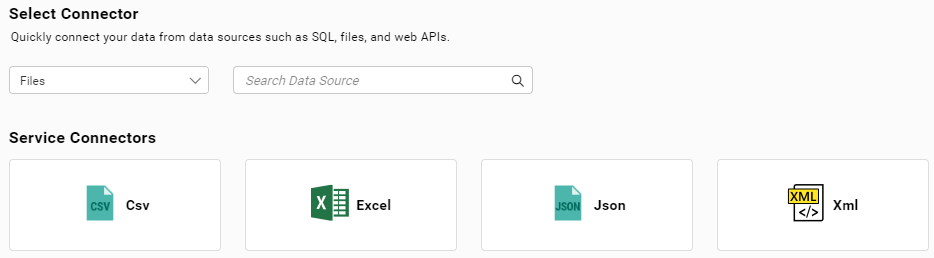 Select Connector
Quickly connect your data from data sources such as SQL, files, and web APIs.
Files
Search Data Source
Service Connectors
CSV Csv
X Excel
JSON Json
XML </> Xml